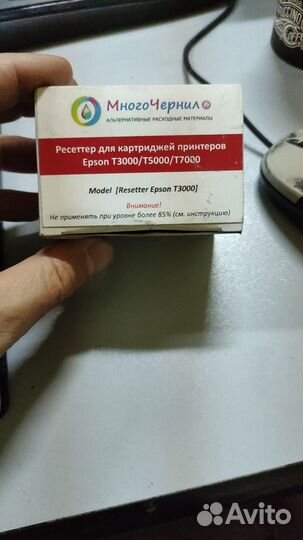 МногоЧернил
АЛЬТЕРНАТИВНЫЕ РАСХОДНЫЕ МАТЕРИАЛЫ
Ресеттер для картриджей принтеров
Epson T3000/T5000/T7000
Model [Resetter Epson T3000]
Внимание!
Не применять при уровне более 85% (см. инструкцию)
Avito